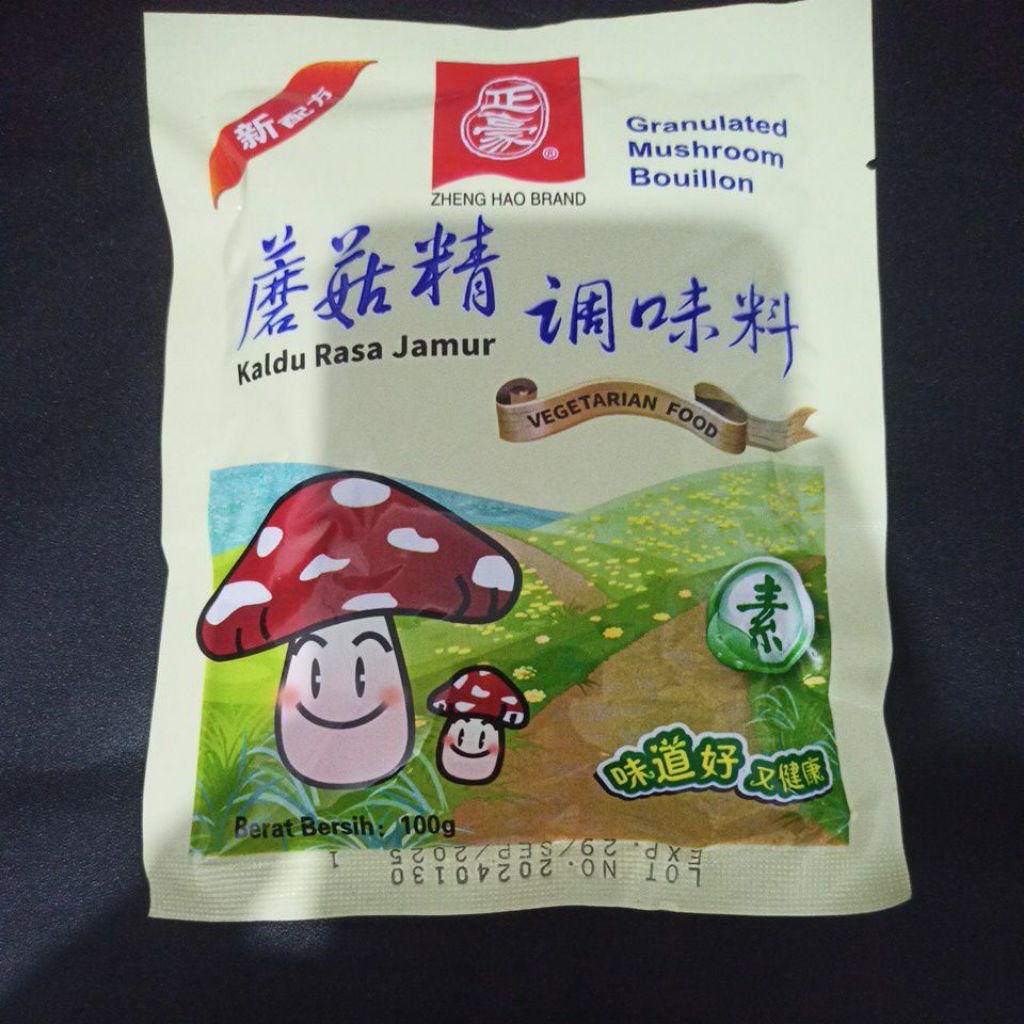 新配方
正豪
®
ZHENG HAO BRAND
Granulated
Mushroom
Bouillon
蘑菇精 调味料
Kaldu Rasa Jamur
VEGETARIAN FOOD
素
味道好
又健康
Berat Bersih: 100g
LOT NO. 20240130
EXP. 29/SEP/2025 1